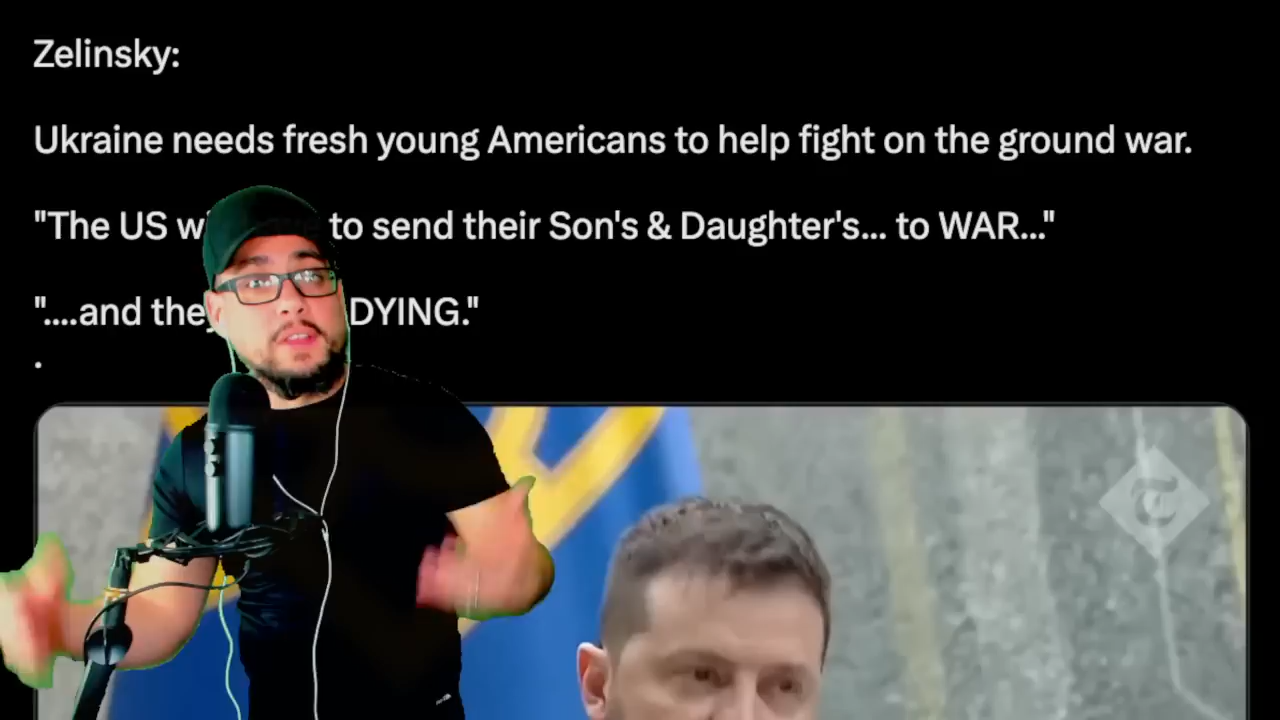 Zelinsky:
Ukraine needs fresh young Americans to help fight on the ground war.
"The US to send their Son's & Daughter's... to WAR..."
"....and DYING."
.